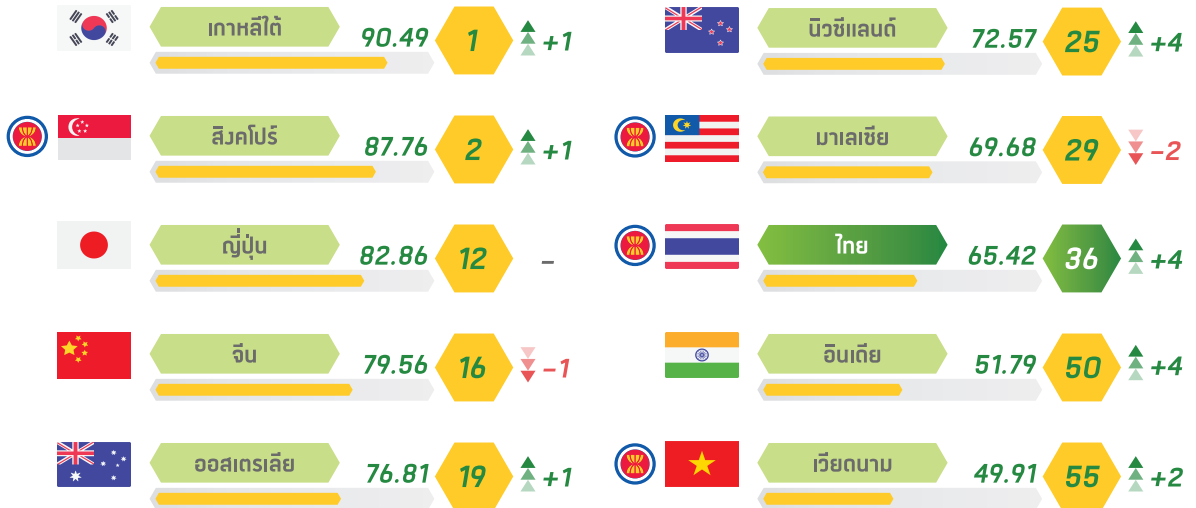 เกาหลีใต้ 90.49 1 +1
สิงคโปร์ 87.76 2 +1
ญี่ปุ่น 82.86 12 -
จีน 79.56 16 -1
ออสเตรเลีย 76.81 19 +1
นิวซีแลนด์ 72.57 25 +4
มาเลเซีย 69.68 29 -2
ไทย 65.42 36 +4
อินเดีย 51.79 50 +4
เวียดนาม 49.91 55 +2